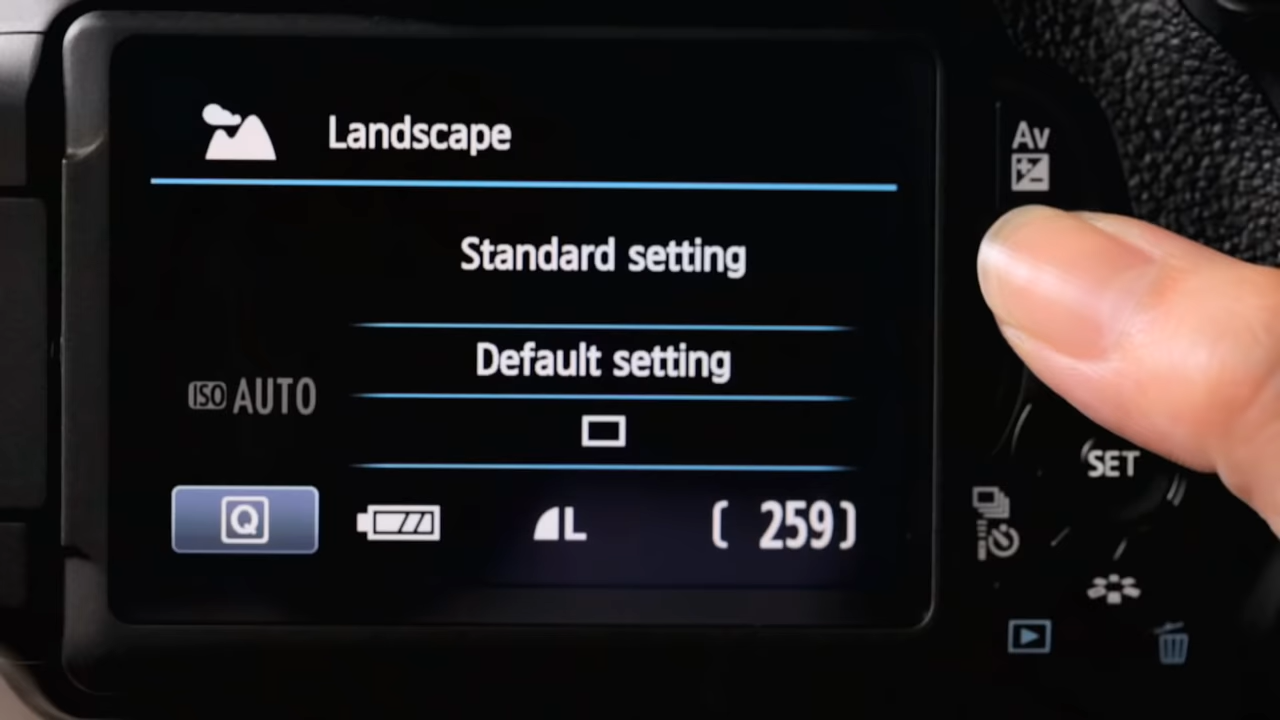 Landscape
Av
Standard setting
Default setting
ISO AUTO
SET
Q
L
( 259)